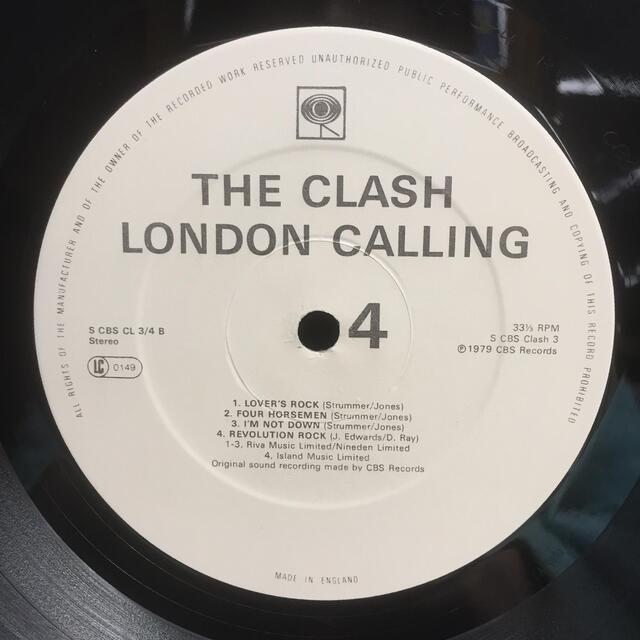 ALL RIGHTS OF THE MANUFACTURER AND OF THE OWNER OF THE RECORDED WORK RESERVED UNAUTHORIZED PUBLIC PERFORMANCE BROADCASTING AND COPYING OF THIS RECORD PROHIBITED
THE CLASH
LONDON CALLING
S CBS CL 3/4 B
Stereo
LC 0149
4
33⅓ RPM
S CBS Clash 3
℗ 1979 CBS Records
1. LOVER'S ROCK (Strummer/Jones)
2. FOUR HORSEMEN (Strummer/Jones)
3. I'M NOT DOWN (Strummer/Jones)
4. REVOLUTION ROCK (J. Edwards/D. Ray)
1-3. Riva Music Limited/Nineden Limited
4. Island Music Limited
Original sound recording made by CBS Records
MADE IN ENGLAND